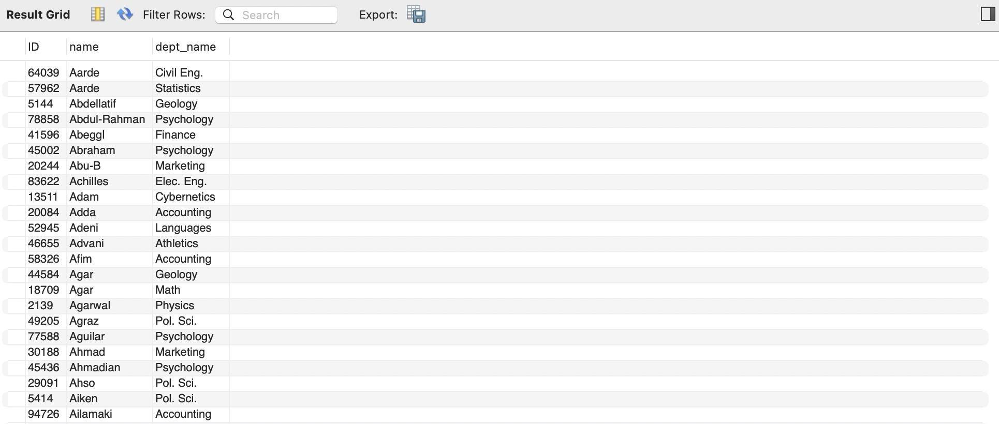 Result Grid Filter Rows: Search Export:
ID name dept_name
64039 Aarde Civil Eng.
57962 Aarde Statistics
5144 Abdellatif Geology
78858 Abdul-Rahman Psychology
41596 Abeggl Finance
45002 Abraham Psychology
20244 Abu-B Marketing
83622 Achilles Elec. Eng.
13511 Adam Cybernetics
20084 Adda Accounting
52945 Adeni Languages
46655 Advani Athletics
58326 Afim Accounting
44584 Agar Geology
18709 Agar Math
2139 Agarwal Physics
49205 Agraz Pol. Sci.
77588 Aguilar Psychology
30188 Ahmad Marketing
45436 Ahmadian Psychology
29091 Ahso Pol. Sci.
5414 Aiken Pol. Sci.
94726 Ailamaki Accounting